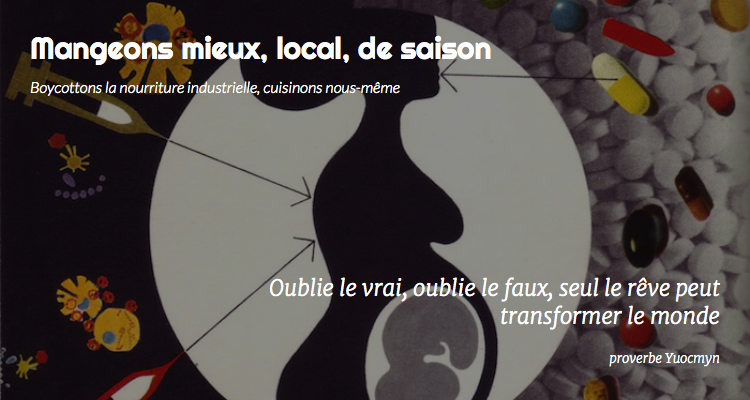 Mangeons mieux, local, de saison
Boycottons la nourriture industrielle, cuisinons nous-même
Oublie le vrai, oublie le faux, seul le rêve peut
transformer le monde
proverbe Yuocmyn